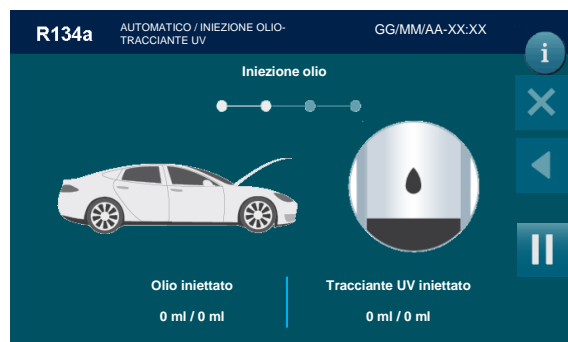 R134a
AUTOMATICO / INIEZIONE OLIO-
TRACCIANTE UV
GG/MM/AA-XX:XX
i
Iniezione olio
Olio iniettato
Tracciante UV iniettato
0 ml / 0 ml
0 ml / 0 ml